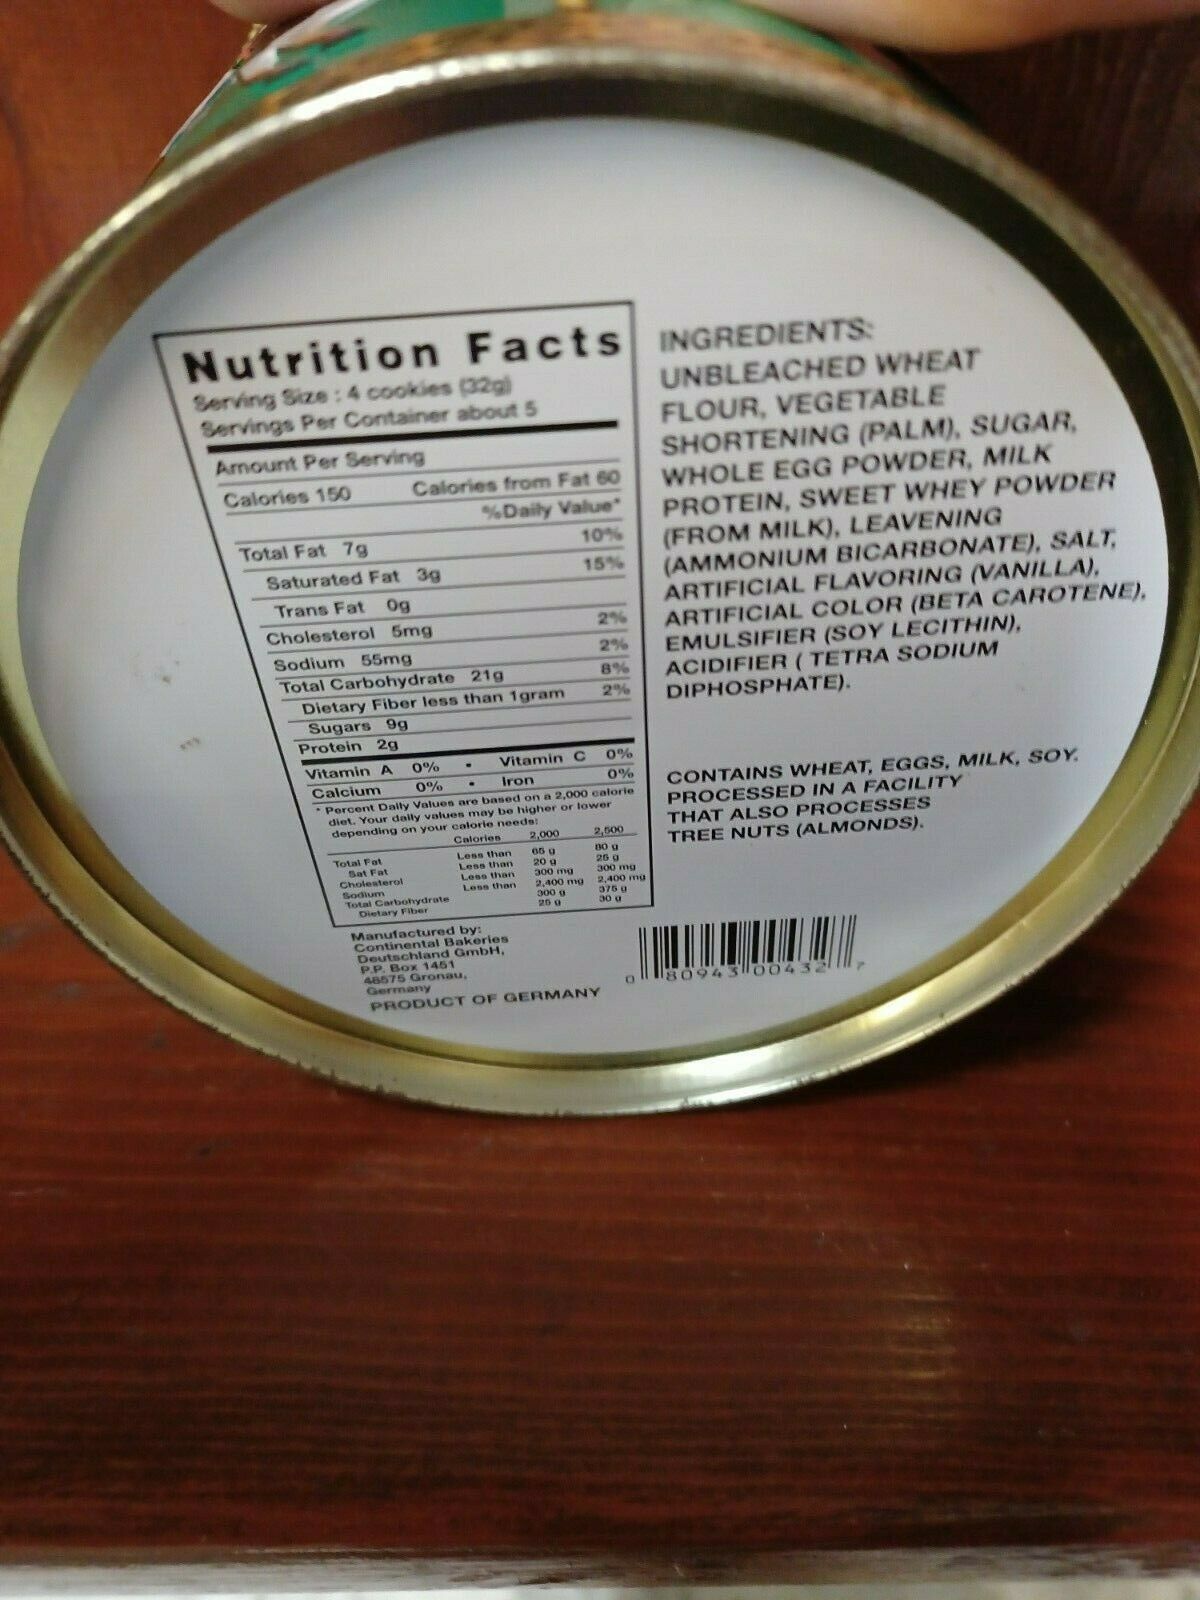 Nutrition Facts
Serving Size : 4 cookies (32g)
Servings Per Container about 5
Amount Per Serving
Calories 150 Calories from Fat 60
%Daily Value*
Total Fat 7g 10%
Saturated Fat 3g 15%
Trans Fat 0g
Cholesterol 5mg 2%
Sodium 55mg 2%
Total Carbohydrate 21g 8%
Dietary Fiber less than 1gram 2%
Sugars 9g
Protein 2g
Vitamin A 0% • Vitamin C 0%
Calcium 0% • Iron 0%
* Percent Daily Values are based on a 2,000 calorie
diet. Your daily values may be higher or lower
depending on your calorie needs:
Calories 2,000 2,500
Total Fat Less than 65 g 80 g
Sat Fat Less than 20 g 25 g
Cholesterol Less than 300 mg 300 mg
Sodium Less than 2,400 mg 2,400 mg
Total Carbohydrate 300 g 375 g
Dietary Fiber 25 g 30 g
Manufactured by:
Continental Bakeries
Deutschland GmbH,
P.P. Box 1451
48575 Gronau,
Germany
PRODUCT OF GERMANY
INGREDIENTS:
UNBLEACHED WHEAT
FLOUR, VEGETABLE
SHORTENING (PALM), SUGAR,
WHOLE EGG POWDER, MILK
PROTEIN, SWEET WHEY POWDER
(FROM MILK), LEAVENING
(AMMONIUM BICARBONATE), SALT,
ARTIFICIAL FLAVORING (VANILLA),
ARTIFICIAL COLOR (BETA CAROTENE),
EMULSIFIER (SOY LECITHIN),
ACIDIFIER ( TETRA SODIUM
DIPHOSPHATE).
CONTAINS WHEAT, EGGS, MILK, SOY.
PROCESSED IN A FACILITY
THAT ALSO PROCESSES
TREE NUTS (ALMONDS).
0 80943 00432 7